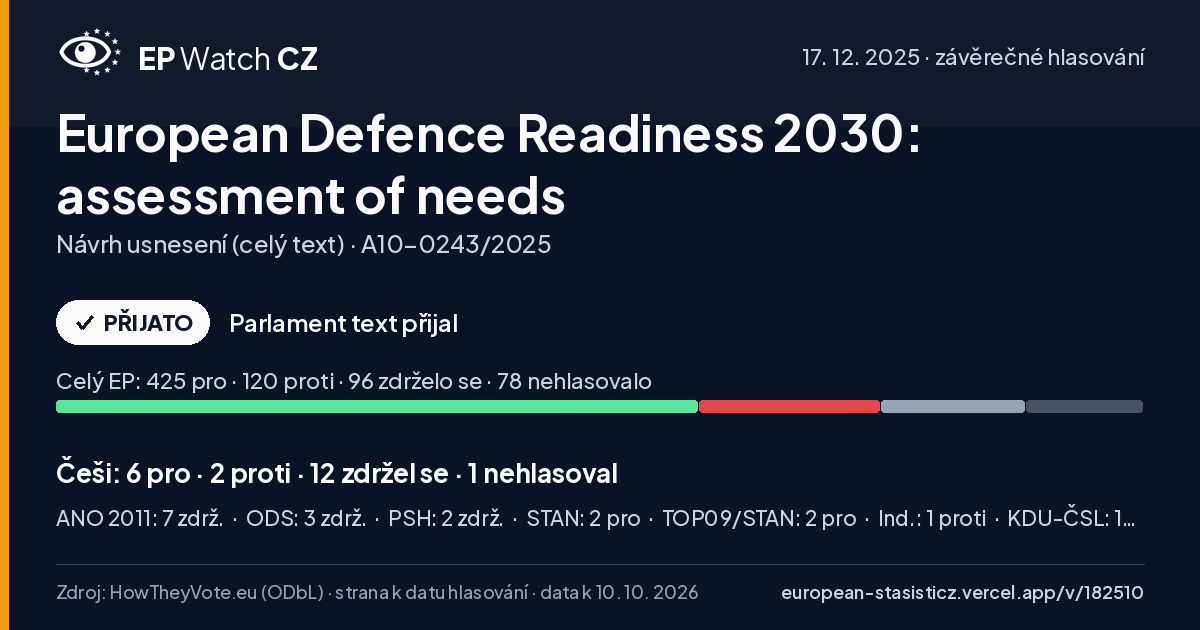 EP Watch CZ
17. 12. 2025 · závěrečné hlasování
European Defence Readiness 2030:
assessment of needs
Návrh usnesení (celý text) · A10–0243/2025
✓ PŘIJATO Parlament text přijal
Celý EP: 425 pro · 120 proti · 96 zdrželo se · 78 nehlasovalo
Češi: 6 pro · 2 proti · 12 zdržel se · 1 nehlasoval
ANO 2011: 7 zdrž. · ODS: 3 zdrž. · PSH: 2 zdrž. · STAN: 2 pro · TOP09/STAN: 2 pro · Ind.: 1 proti · KDU-ČSL: 1…
Zdroj: HowTheyVote.eu (ODbL) · strana k datu hlasování · data k 10. 10. 2026
european-stasisticz.vercel.app/v/182510